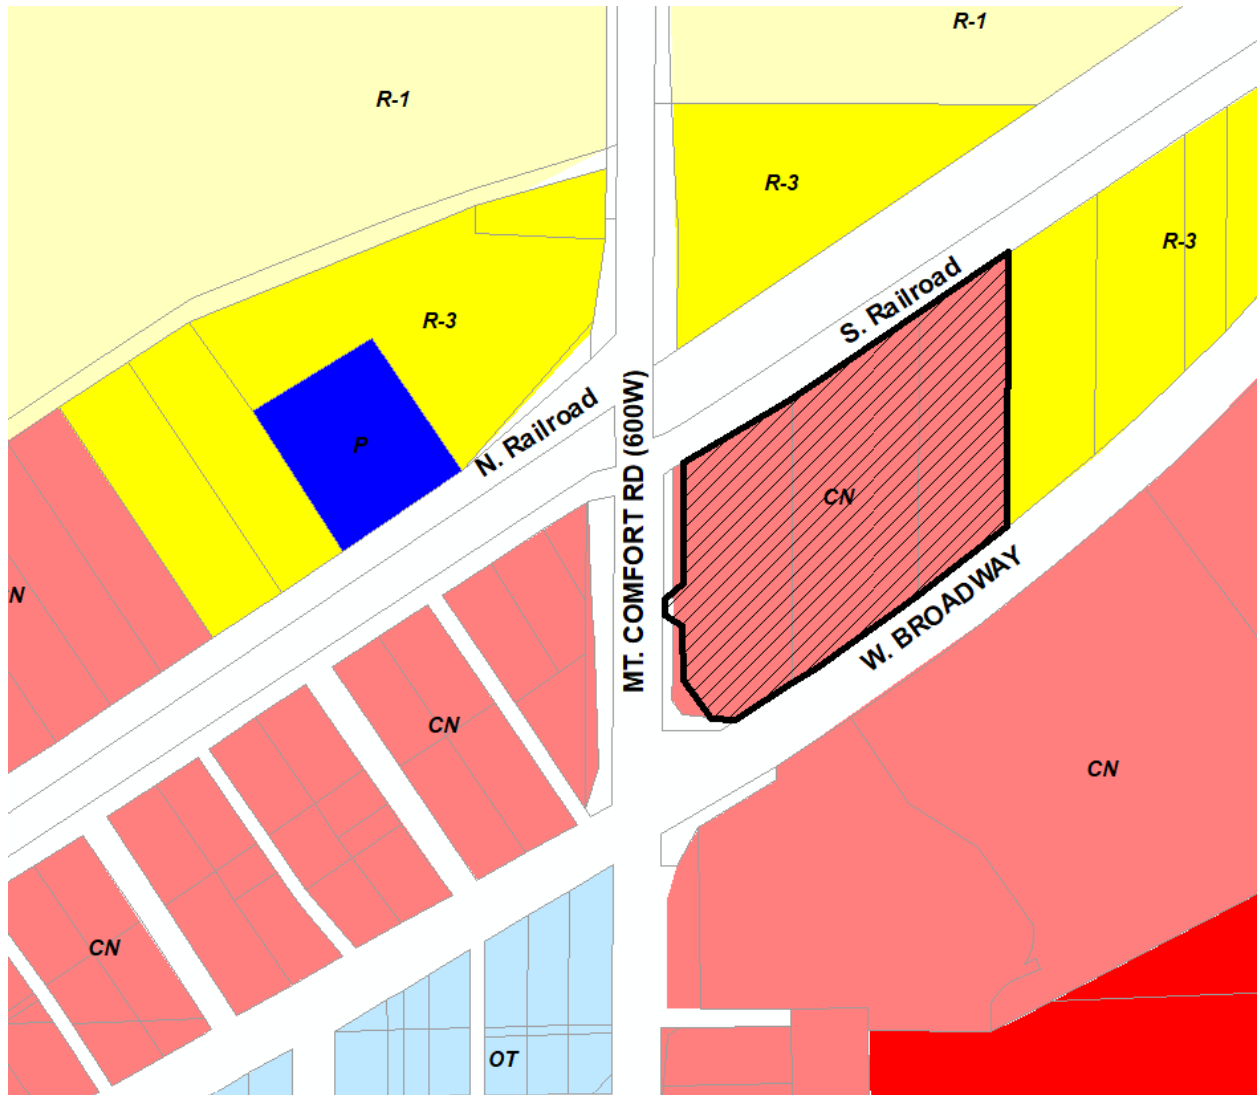 R-1
R-1
R-3
R-3
R-3
S. Railroad
N. Railroad
MT. COMFORT RD (600W)
P
CN
N
W. BROADWAY
CN
CN
CN
OT